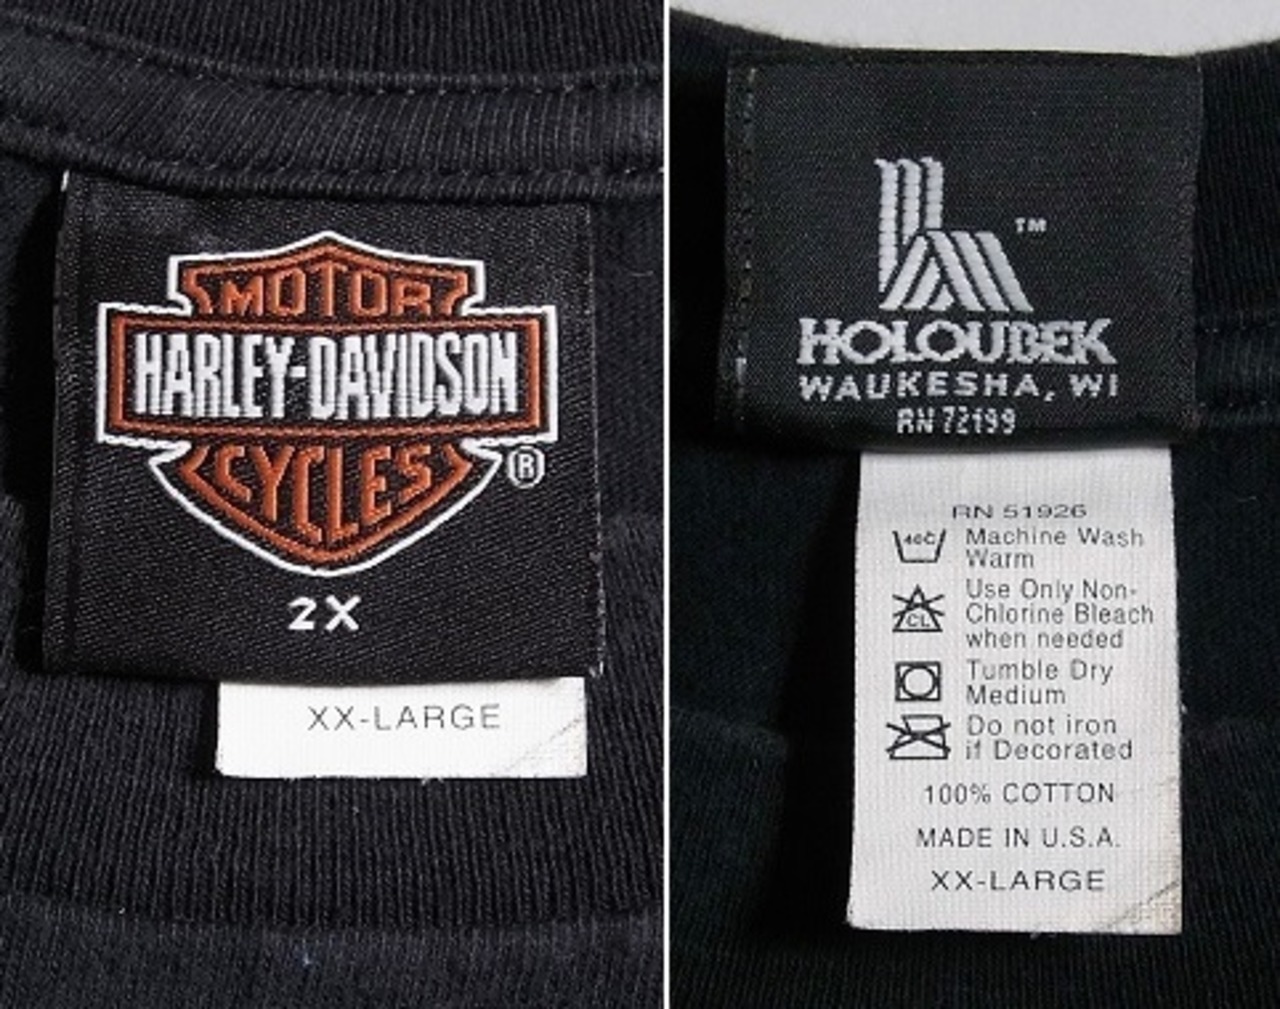 MOTOR
HARLEY-DAVIDSON
CYCLES
®
2X
XX-LARGE
TM
HOLOUBEK
WAUKESHA, WI
RN 72199
RN 51926
40C
Machine Wash
Warm
Use Only Non-
CL
Chlorine Bleach
when needed
Tumble Dry
Medium
Do not iron
if Decorated
100% COTTON
MADE IN U.S.A.
XX-LARGE